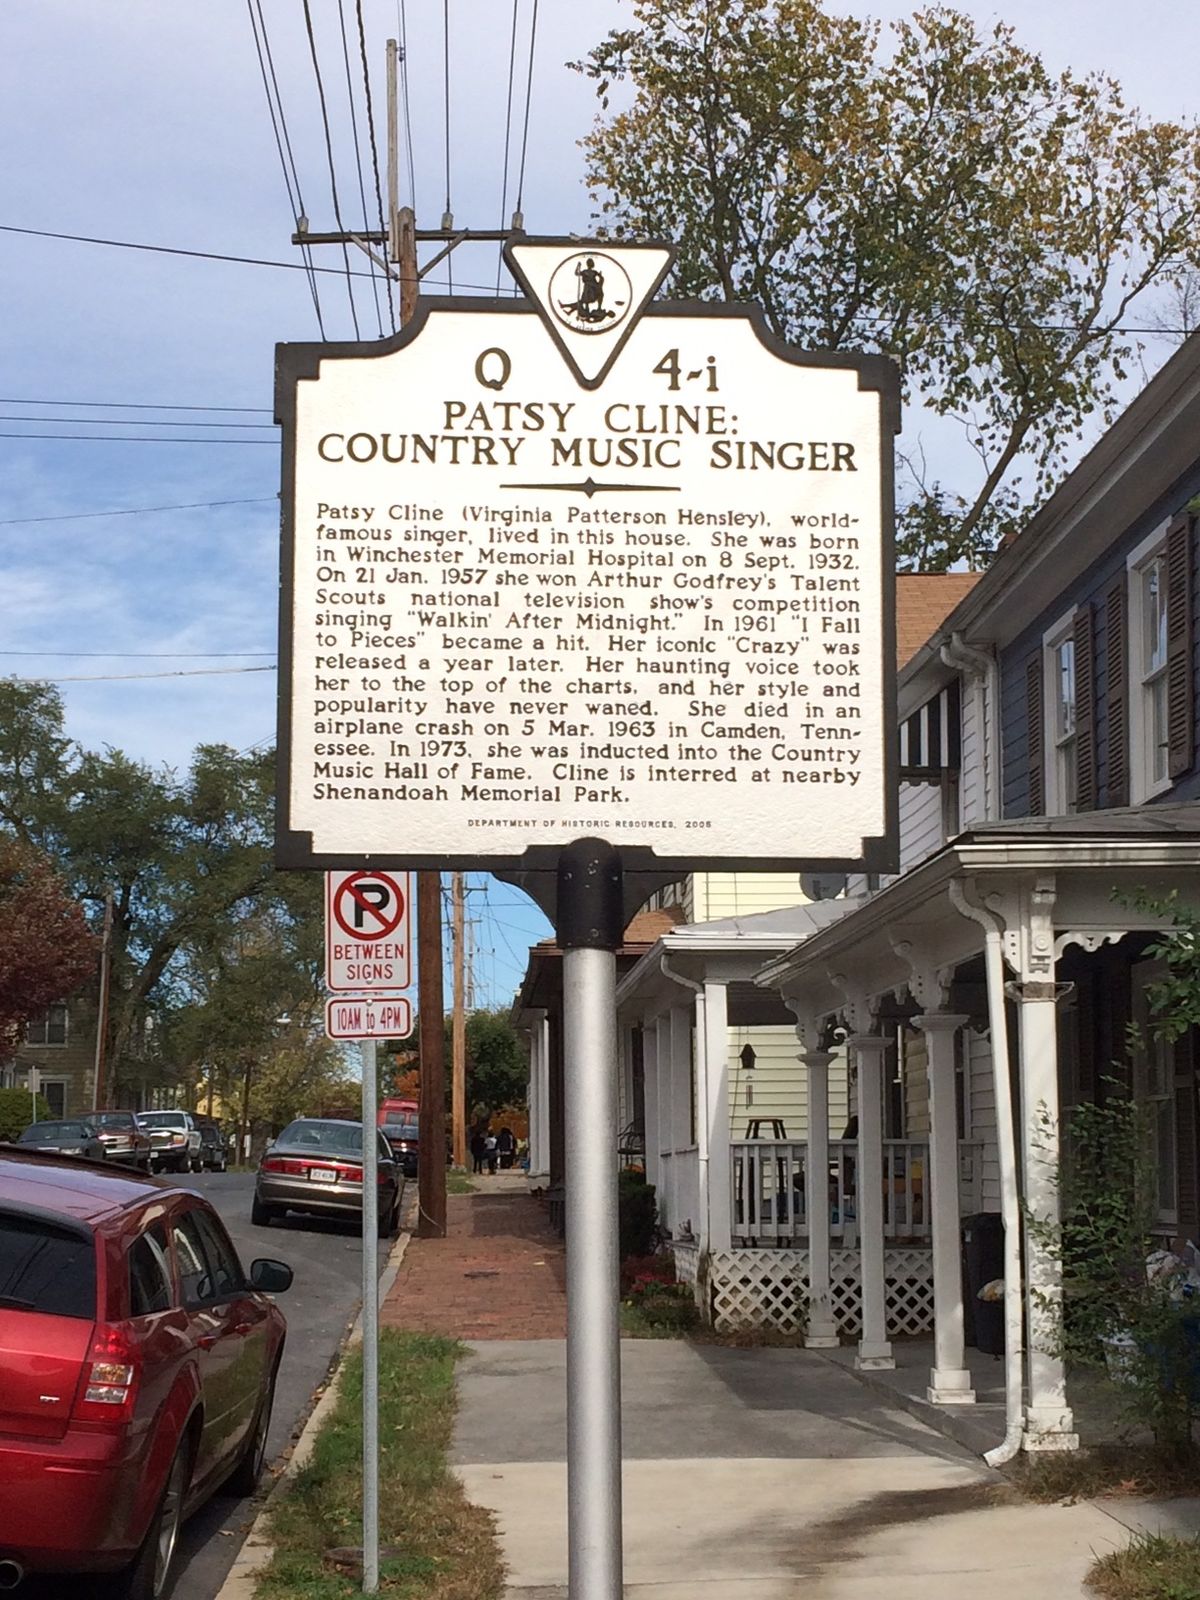 Q 4-i
PATSY CLINE:
COUNTRY MUSIC SINGER
Patsy Cline (Virginia Patterson Hensley), world-
famous singer, lived in this house. She was born
in Winchester Memorial Hospital on 8 Sept. 1932.
On 21 Jan. 1957 she won Arthur Godfrey's Talent
Scouts national television show's competition
singing "Walkin' After Midnight." In 1961 "I Fall
to Pieces" became a hit. Her iconic "Crazy" was
released a year later. Her haunting voice took
her to the top of the charts, and her style and
popularity have never waned. She died in an
airplane crash on 5 Mar. 1963 in Camden, Tenn-
essee. In 1973, she was inducted into the Country
Music Hall of Fame. Cline is interred at nearby
Shenandoah Memorial Park.
DEPARTMENT OF HISTORIC RESOURCES,
P
BETWEEN
SIGNS
10AM to 4PM